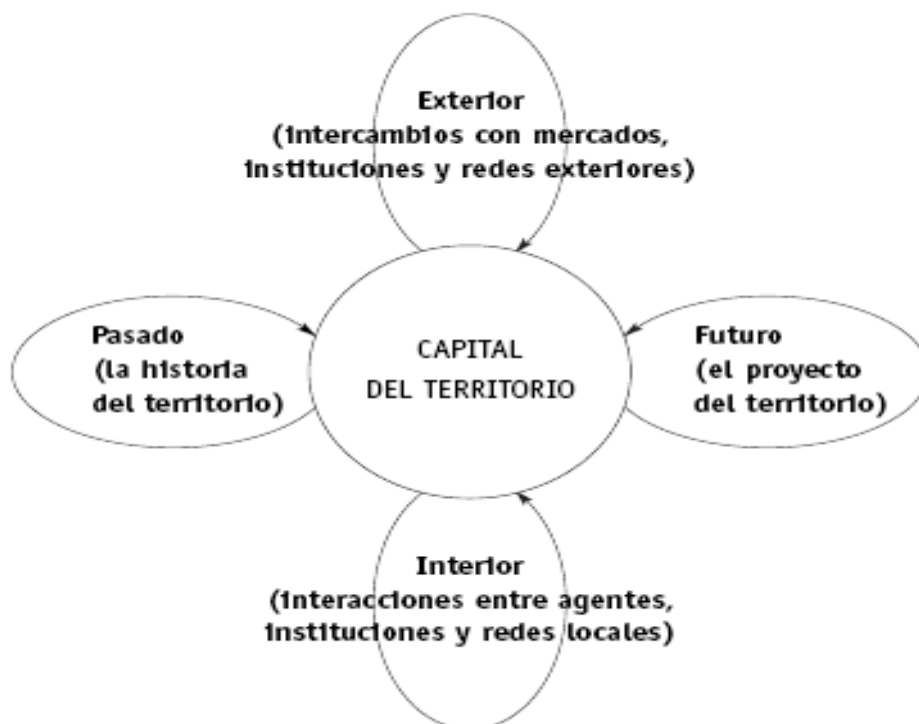 Exterior
(intercambios con mercados,
instituciones y redes exteriores)
Pasado
(la historia
del territorio)
CAPITAL
DEL TERRITORIO
Futuro
(el proyecto
del territorio)
Interior
(interacciones entre agentes,
instituciones y redes locales)